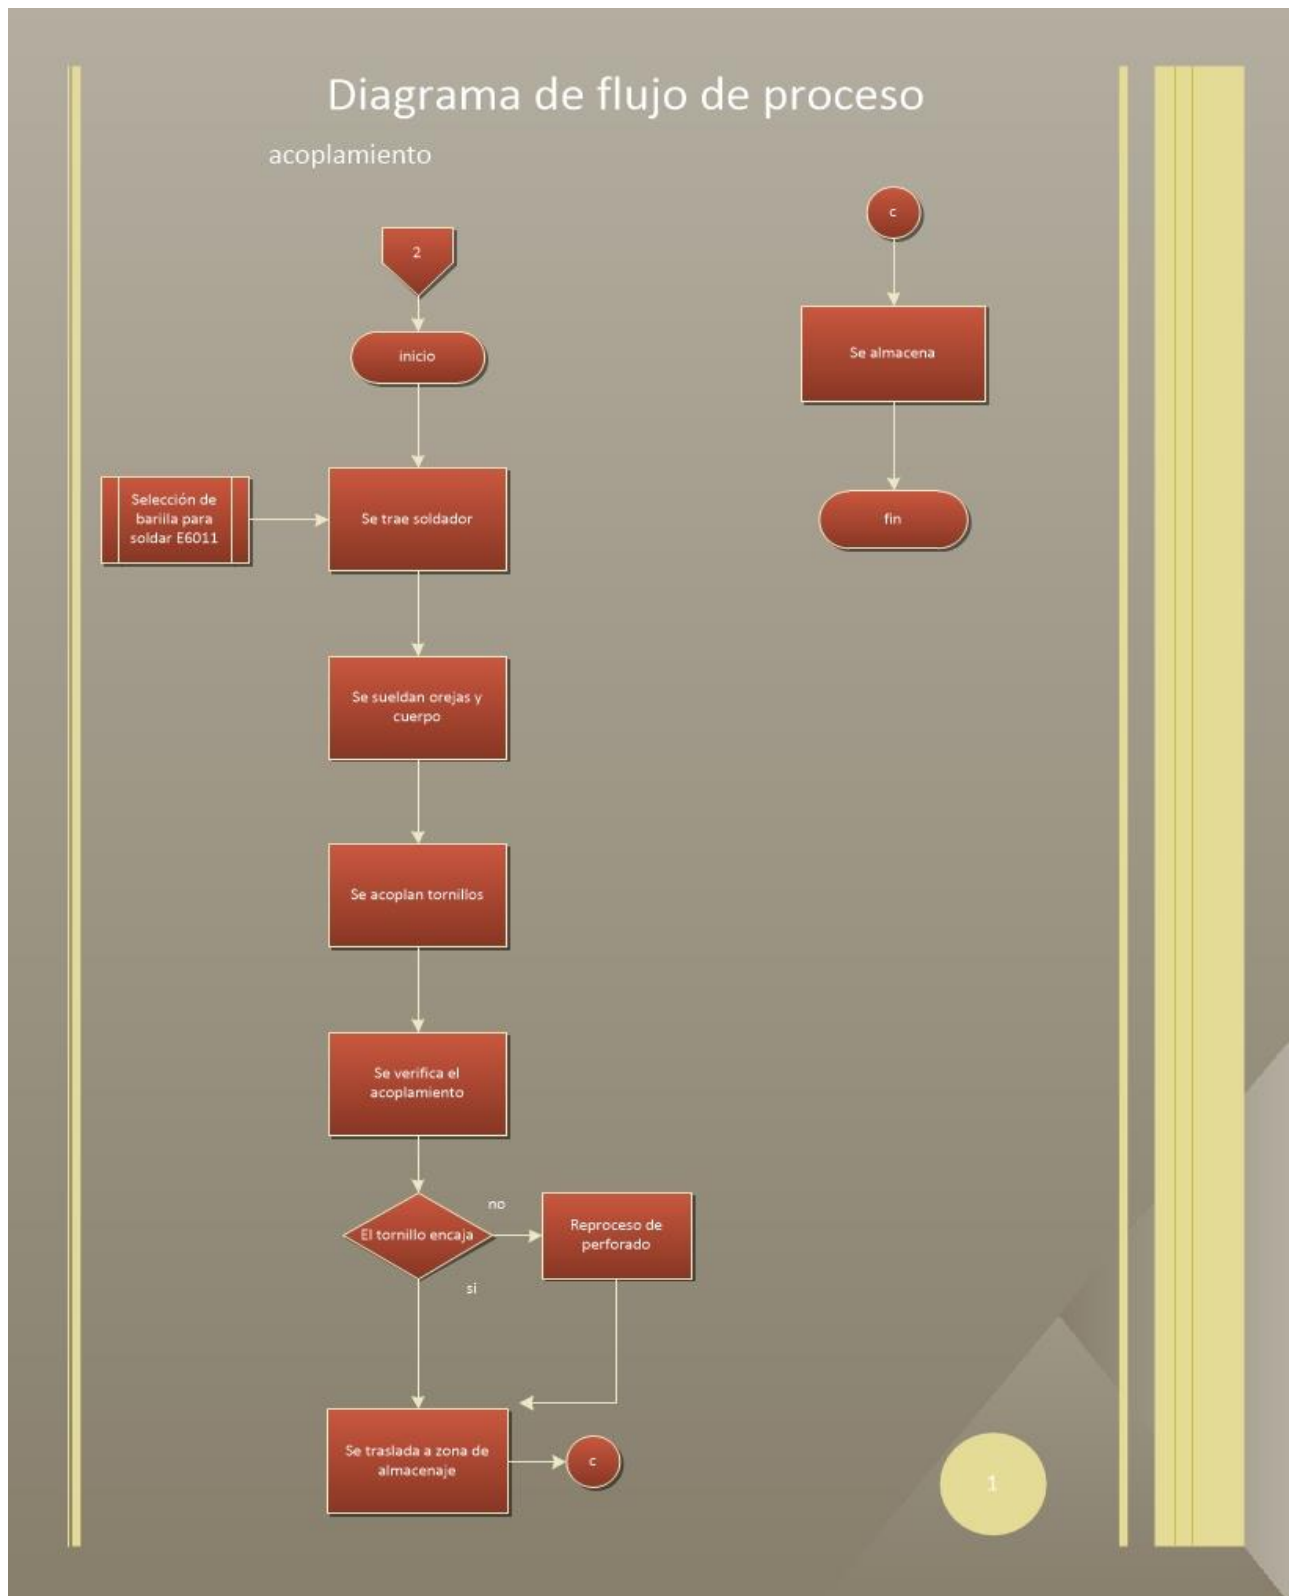 Diagrama de flujo de proceso
acoplamiento
2
inicio
Selección de
barilla para
soldar E6011
Se trae soldador
Se sueldan orejas y
cuerpo
Se acoplan tornillos
Se verifica el
acoplamiento
El tornillo encaja
no
si
Reproceso de
perforado
Se traslada a zona de
almacenaje
c
c
Se almacena
fin
1